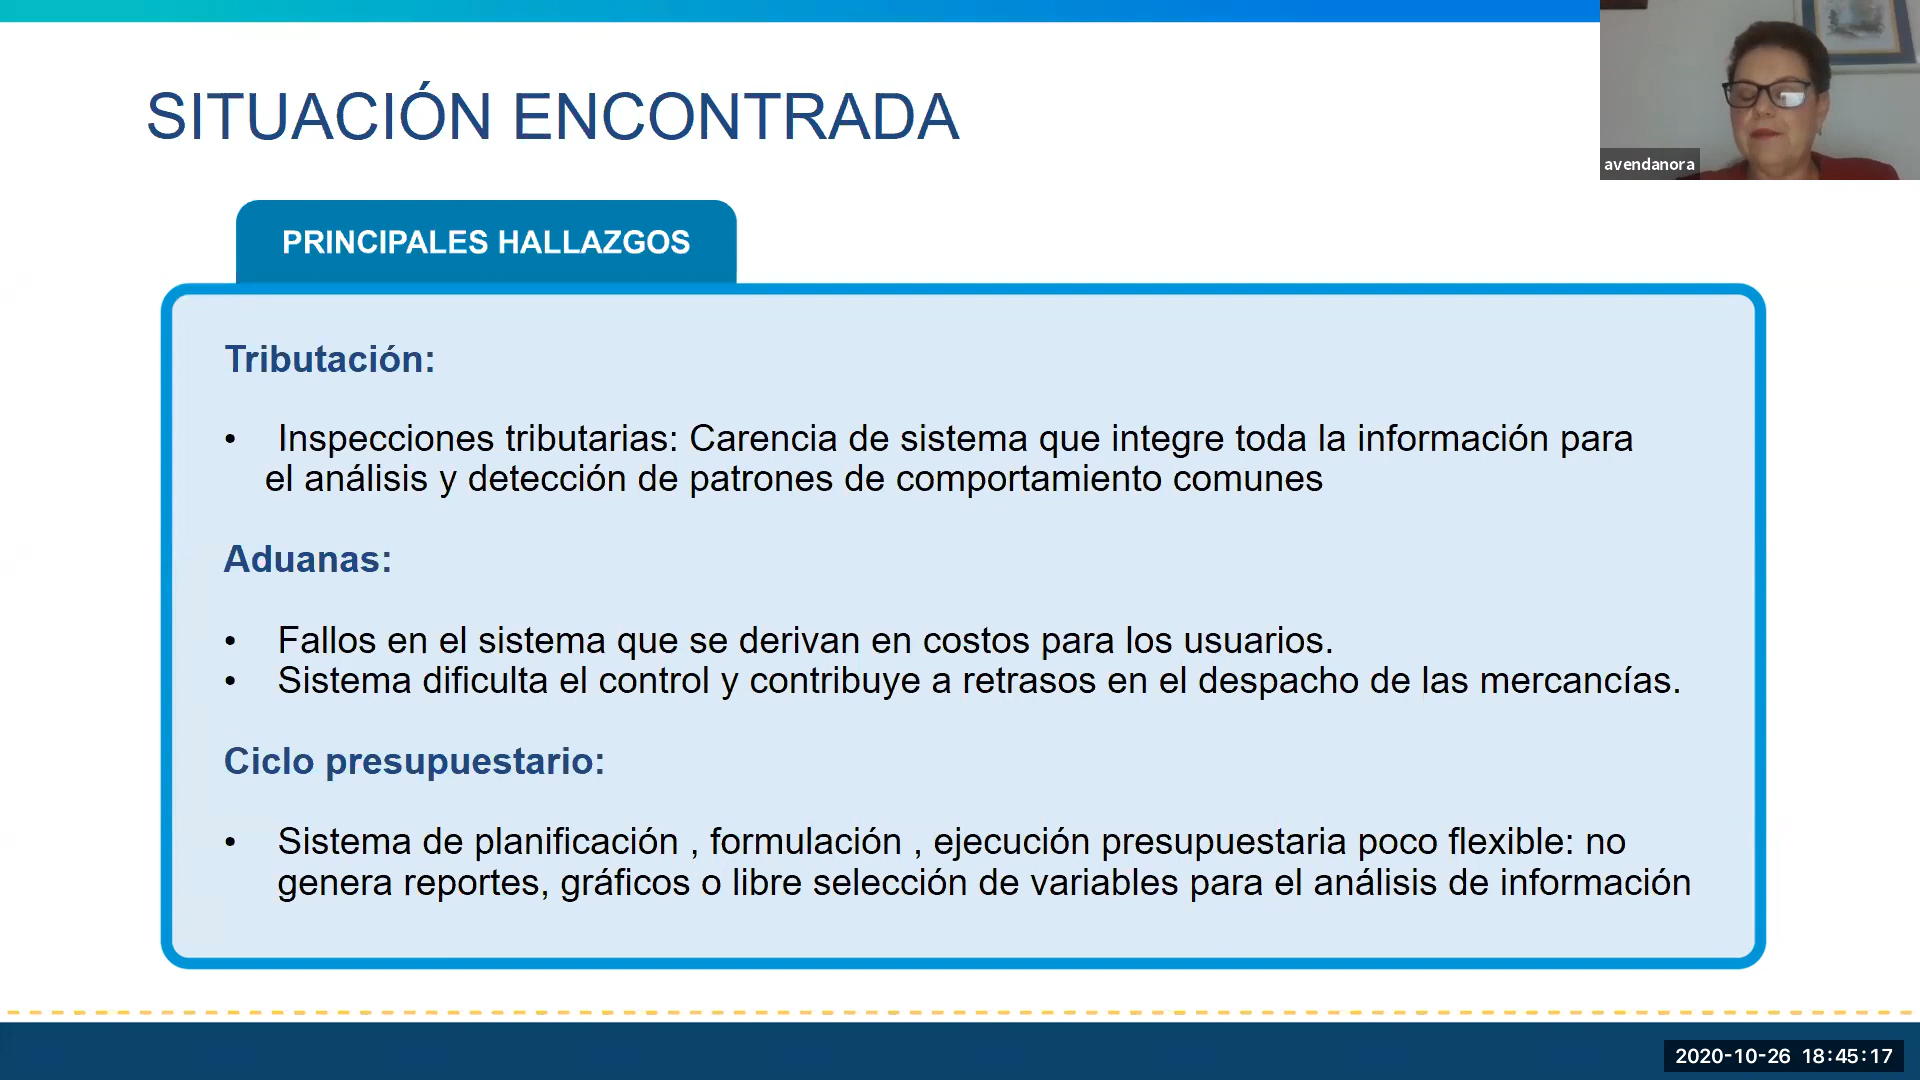 SITUACIÓN ENCONTRADA
avendanora
PRINCIPALES HALLAZGOS
Tributación:
• Inspecciones tributarias: Carencia de sistema que integre toda la información para
el análisis y detección de patrones de comportamiento comunes
Aduanas:
• Fallos en el sistema que se derivan en costos para los usuarios.
• Sistema dificulta el control y contribuye a retrasos en el despacho de las mercancías.
Ciclo presupuestario:
• Sistema de planificación , formulación , ejecución presupuestaria poco flexible: no
genera reportes, gráficos o libre selección de variables para el análisis de información
2020-10-26 18:45:17